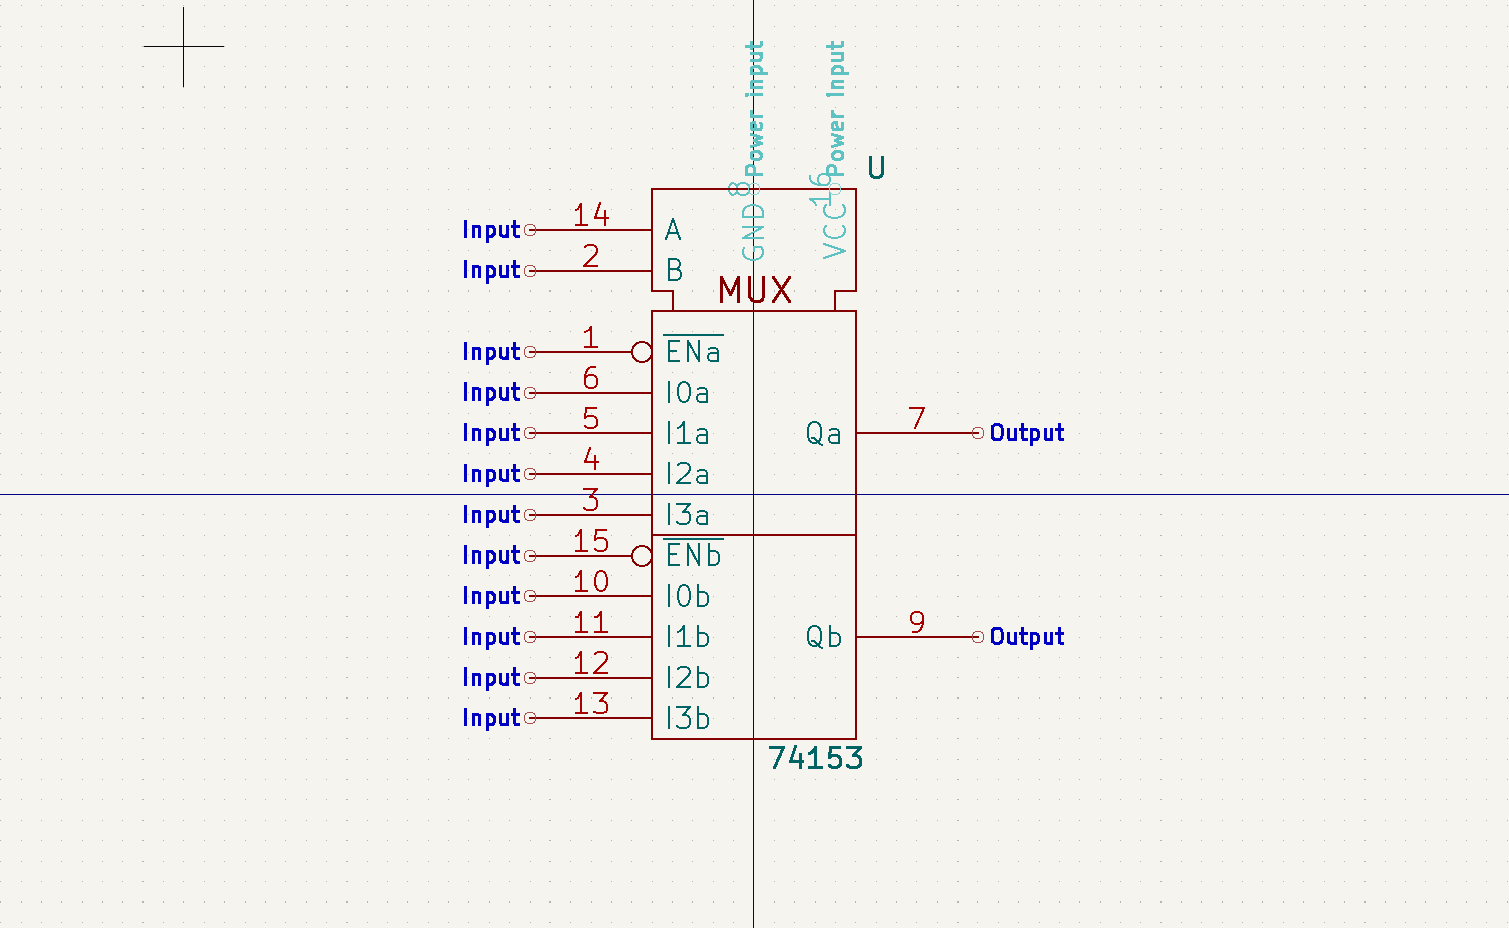 Power input
Power input
U
8
16
GND
VCC
Input 14 A
Input 2 B
MUX
Input 1 ENa
Input 6 I0a
Input 5 I1a Qa 7 Output
Input 4 I2a
Input 3 I3a
Input 15 ENb
Input 10 I0b
Input 11 I1b Qb 9 Output
Input 12 I2b
Input 13 I3b
74153